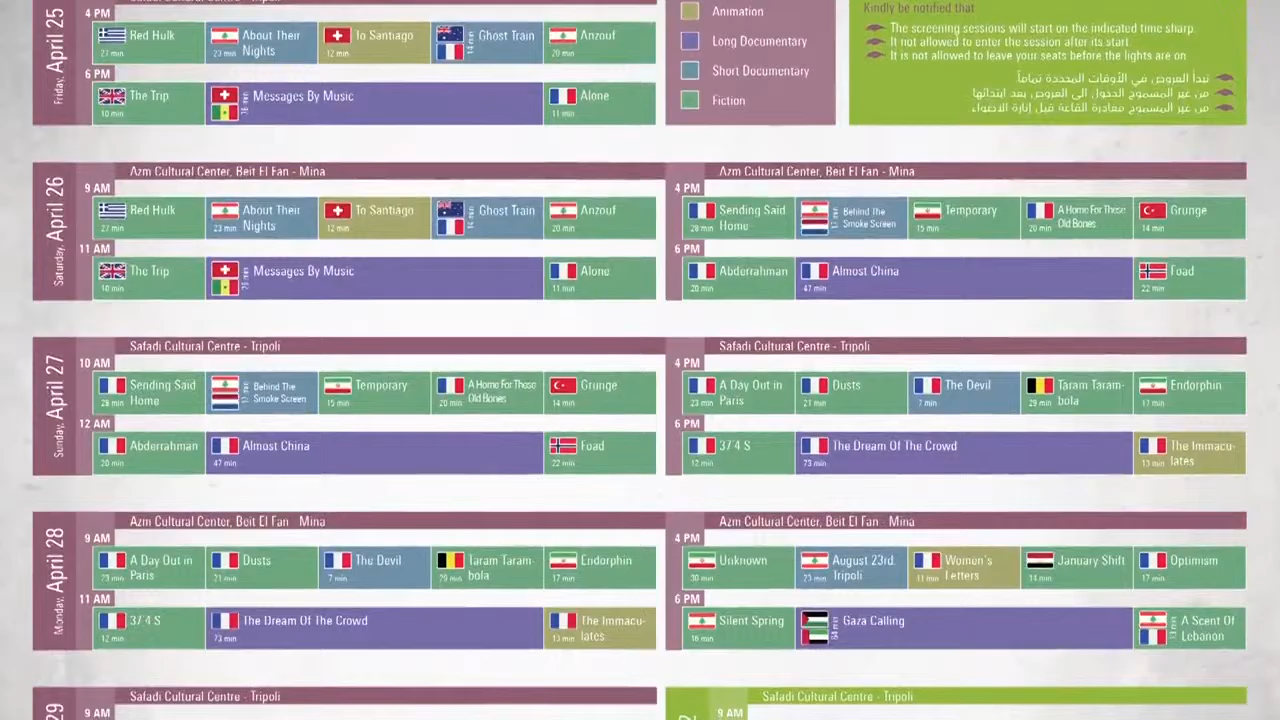 Friday, April 25
4 PM
Red Hulk
27 min
About Their
Nights
23 min
To Santiago
12 min
Ghost Train
14 min
Anzouf
20 min
6 PM
The Trip
10 min
Messages By Music
Alone
11 min
Animation
Long Documentary
Short Documentary
Fiction
Kindly be notified that
The screening sessions will start on the indicated time sharp.
It not allowed to enter the session after its start
It is not allowed to leave your seats before the lights are on
تبدأ العروض في الأوقات المحددة تماماً.
من غير المسموح الدخول الى العروض بعد ابتدائها
من غير المسموح مغادرة القاعة قبل إنارة الاضواء
Saturday, April 26
Azm Cultural Center, Beit El Fan - Mina
9 AM
Red Hulk
27 min
About Their
Nights
23 min
To Santiago
12 min
Ghost Train
14 min
Anzouf
20 min
11 AM
The Trip
10 min
Messages By Music
Alone
11 min
Azm Cultural Center, Beit El Fan - Mina
4 PM
Sending Said
Home
28 min
Behind The
Smoke Screen
17 min
Temporary
15 min
A Home For These
Old Bones
20 min
Grunge
14 min
6 PM
Abderrahman
20 min
Almost China
47 min
Foad
22 min
Sunday, April 27
Safadi Cultural Centre - Tripoli
10 AM
Sending Said
Home
28 min
Behind The
Smoke Screen
17 min
Temporary
15 min
A Home For These
Old Bones
20 min
Grunge
14 min
12 AM
Abderrahman
20 min
Almost China
47 min
Foad
22 min
Safadi Cultural Centre - Tripoli
4 PM
A Day Out in
Paris
23 min
Dusts
21 min
The Devil
7 min
Taram Taram-
bola
29 min
Endorphin
17 min
6 PM
37°4 S
12 min
The Dream Of The Crowd
73 min
The Immacu-
lates
13 min
Monday, April 28
Azm Cultural Center, Beit El Fan - Mina
9 AM
A Day Out in
Paris
23 min
Dusts
21 min
The Devil
7 min
Taram Taram-
bola
29 min
Endorphin
17 min
11 AM
37°4 S
12 min
The Dream Of The Crowd
73 min
The Immacu-
lates
13 min
Azm Cultural Center, Beit El Fan - Mina
4 PM
Unknown
30 min
August 23rd.
Tripoli
25 min
Women's
Letters
11 min
January Shift
14 min
Optimism
17 min
6 PM
Silent Spring
16 min
Gaza Calling
64 min
A Scent Of
Lebanon
29
Safadi Cultural Centre - Tripoli
9 AM
Safadi Cultural Centre - Tripoli
9 AM